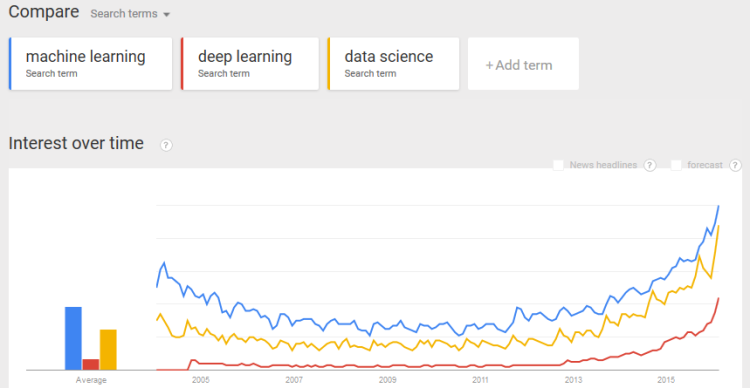 Compare Search terms
machine learning
Search term
deep learning
Search term
data science
Search term
+Add term
Interest over time ?
News headlines ? forecast ?
Average 2005 2007 2009 2011 2013 2015